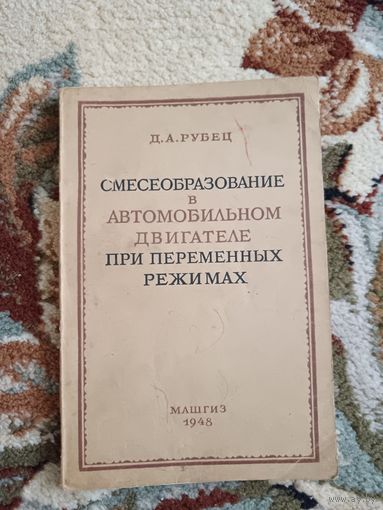 Д. А. РУБЕЦ
СМЕСЕОБРАЗОВАНИЕ
В
АВТОМОБИЛЬНОМ
ДВИГАТЕЛЕ
ПРИ ПЕРЕМЕННЫХ
РЕЖИМАХ
МАШГИЗ
1948